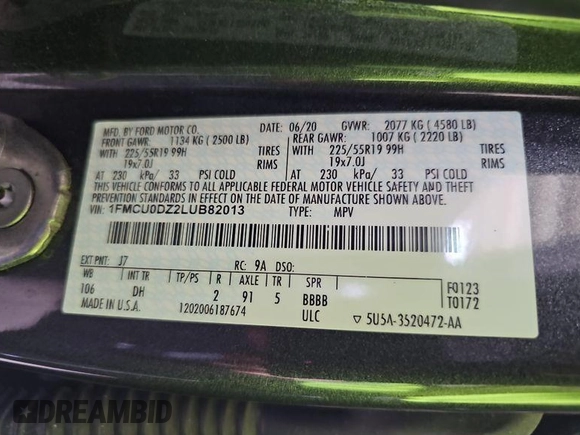 MFD. BY FORD MOTOR CO. 06/20 GVWR: 2077 KG ( 4580 LB)
FRONT GAWR: 1134 KG ( 2500 LB) REAR GAWR: 1007 KG ( 2220 LB)
WITH 225/55R19 99H TIRES WITH 225/55R19 99H TIRES
19x7.0J RIMS 19x7.0J RIMS
AT 230 kPa/ 33 PSI COLD AT 230 kPa/ 33 PSI COLD
THIS VEHICLE CONFORMS TO ALL APPLICABLE FEDERAL MOTOR VEHICLE SAFETY AND THEFT
PREVENTION STANDARDS IN EFFECT ON THE DATE OF MANUFACTURE SHOWN ABOVE.
VIN: 1FMCU0DZ2LUB82013 TYPE: MPV
EXT PNT: J7 RC: 9A DSO:
WB INT TR TP/PS R AXLE TR SPR
106 DH 2 91 5 BBBB F0123
MADE IN U.S.A. 1202006187674 ULC T0172
▽ 5U5A-3520472-AA
DREAMBID